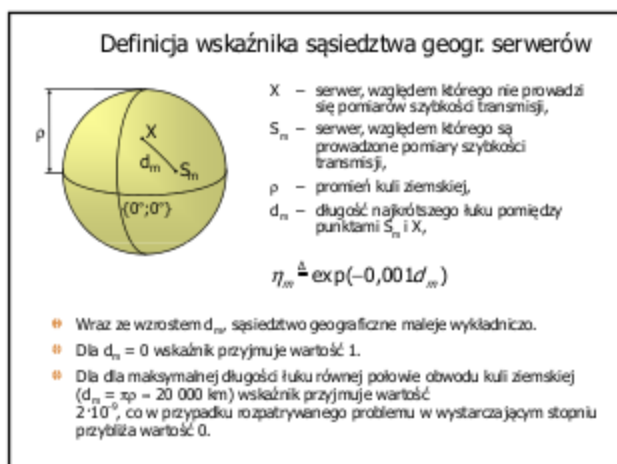 Definicja wskaźnika sąsiedztwa geogr. serwerów
X – serwer, względem którego nie prowadzi
się pomiarów szybkości transmisji,
S_m – serwer, względem którego są
prowadzone pomiary szybkości
transmisji,
ρ – promień kuli ziemskiej,
d_m – długość najkrótszego łuku pomiędzy
punktami S_m i X,
ρ
X
d_m
S_m
{0°;0°}
η_m ≜ exp(−0,001d_m)
Wraz ze wzrostem d_m, sąsiedztwo geograficzne maleje wykładniczo.
Dla d_m = 0 wskaźnik przyjmuje wartość 1.
Dla dla maksymalnej długości łuku równej połowie obwodu kuli ziemskiej
(d_m = πρ ≈ 20 000 km) wskaźnik przyjmuje wartość
2·10⁻⁹, co w przypadku rozpatrywanego problemu w wystarczającym stopniu
przybliża wartość 0.